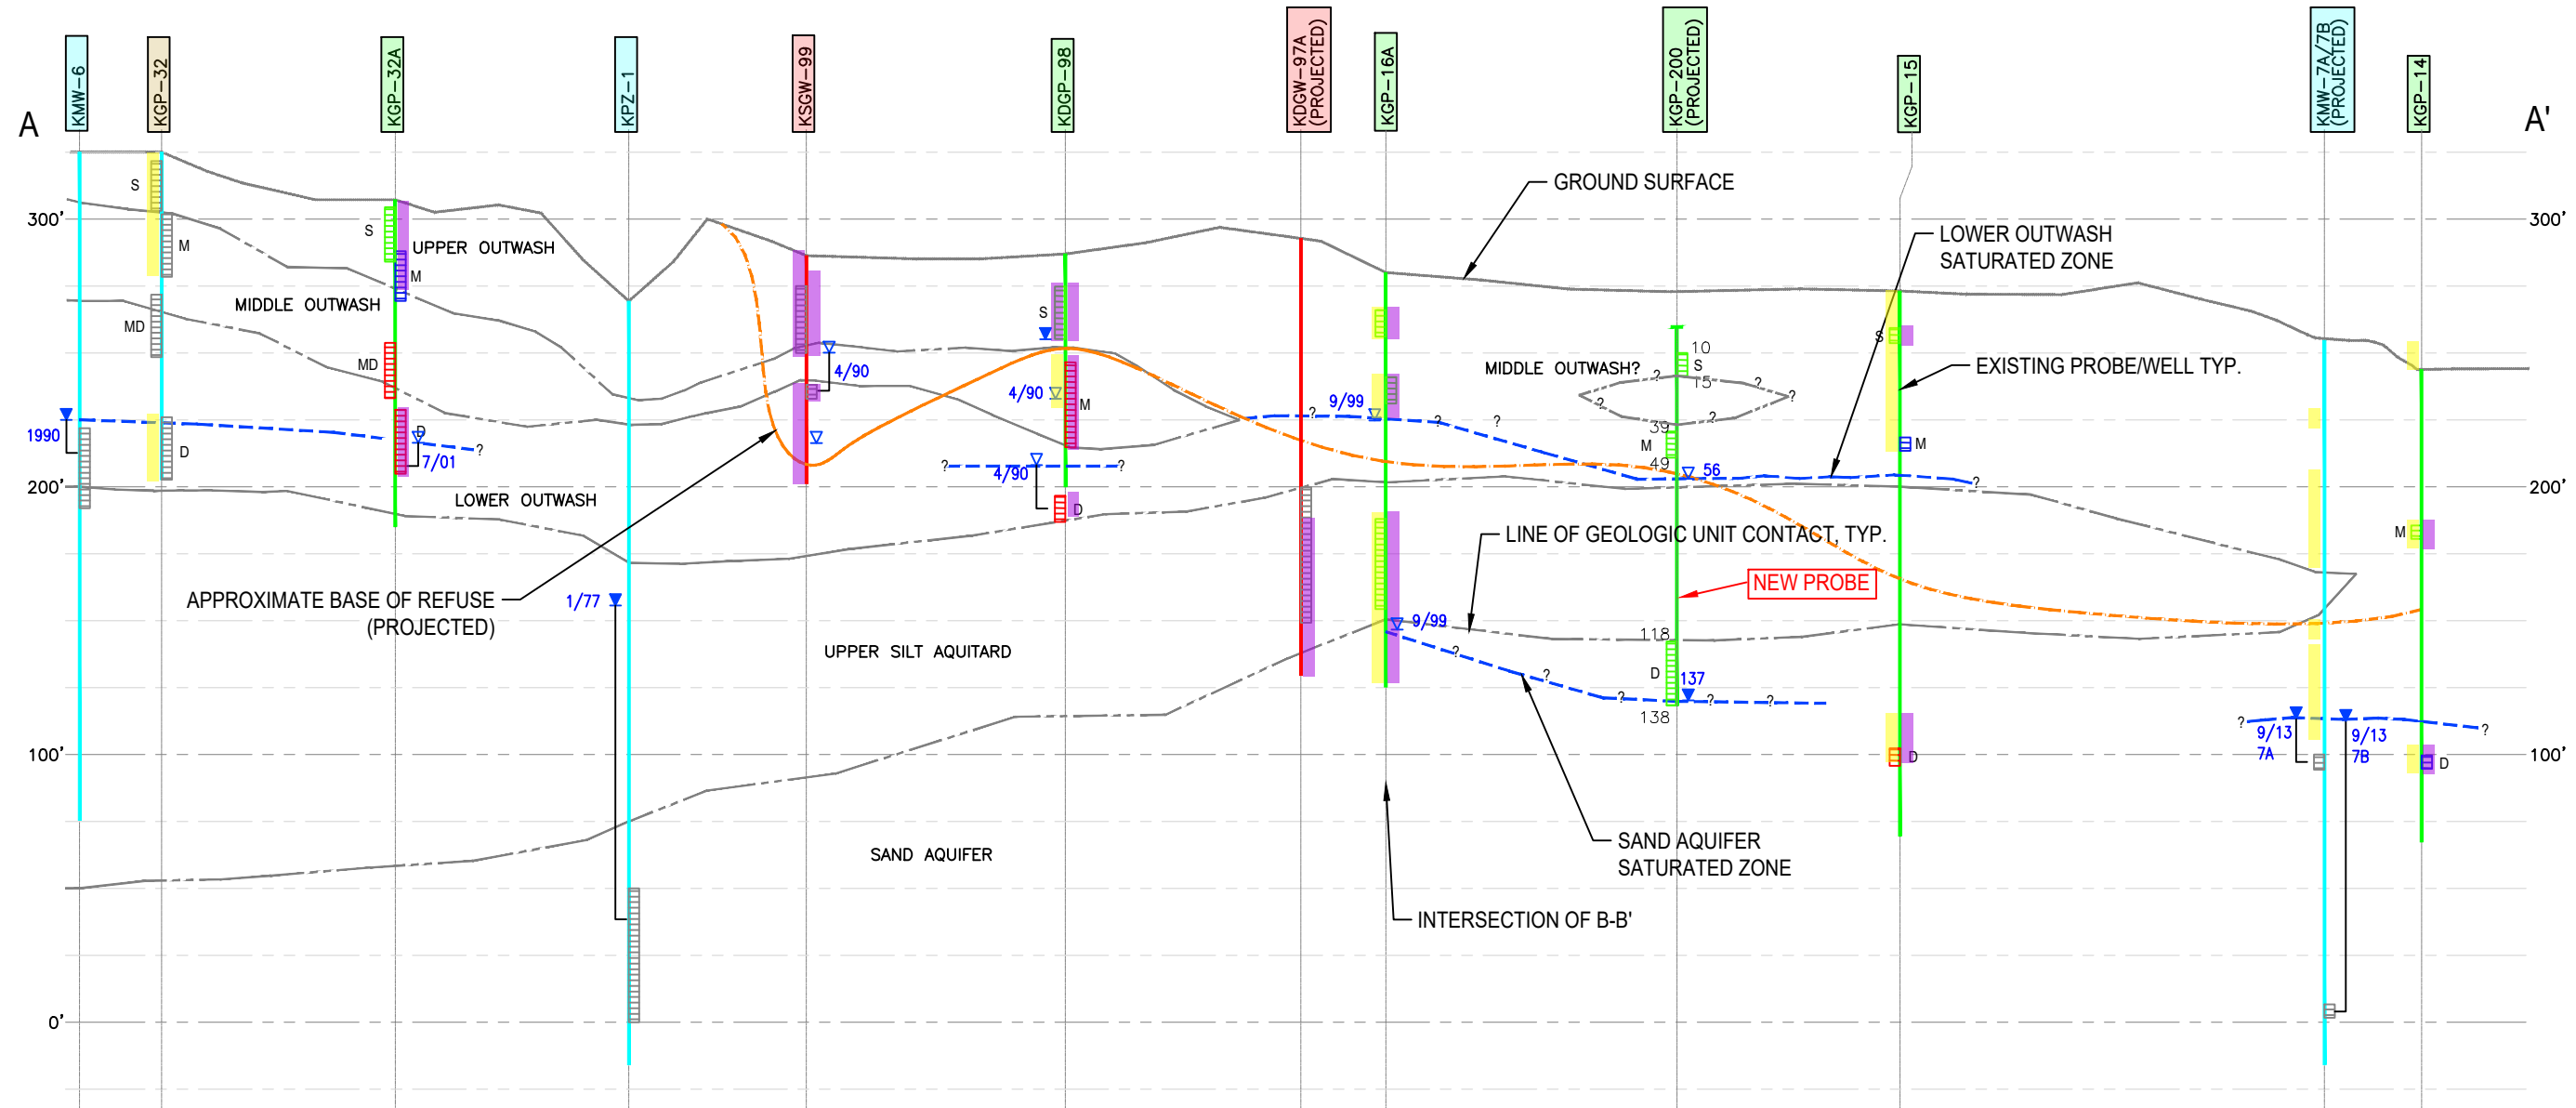 A
KMW-6
KGP-32
KGP-32A
KPZ-1
KSGW-99
KDGP-98
KDGW-97A
(PROJECTED)
KGP-16A
KGP-200
(PROJECTED)
KGP-15
KMW-7A/7B
(PROJECTED)
KGP-14
A'
300'
200'
100'
0'
300'
200'
100'
S
M
MD
D
S
M
MD
D
1990
7/01
UPPER OUTWASH
MIDDLE OUTWASH
LOWER OUTWASH
?
APPROXIMATE BASE OF REFUSE
(PROJECTED)
1/77
4/90
S
4/90
M
?
?
4/90
D
UPPER SILT AQUITARD
SAND AQUIFER
GROUND SURFACE
LOWER OUTWASH
SATURATED ZONE
EXISTING PROBE/WELL TYP.
MIDDLE OUTWASH?
9/99
?
?
?
10
S
15
?
?
?
?
?
?
39
M
49
56
?
LINE OF GEOLOGIC UNIT CONTACT, TYP.
NEW PROBE
9/99
118
D
137
138
?
?
?
?
?
SAND AQUIFER
SATURATED ZONE
INTERSECTION OF B-B'
S
M
D
?
9/13
7A
9/13
7B
?
M
D